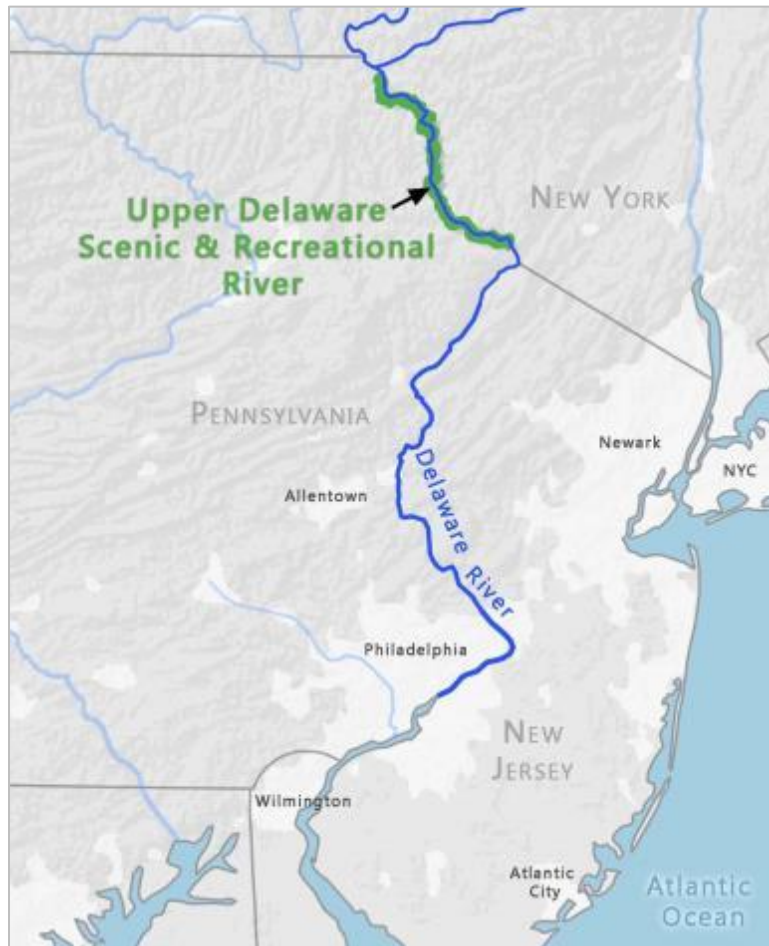 NEW YORK
Upper Delaware
Scenic & Recreational
River
PENNSYLVANIA
Newark
NYC
Allentown
Delaware River
Philadelphia
NEW
JERSEY
Wilmington
Atlantic
City
Atlantic
Ocean